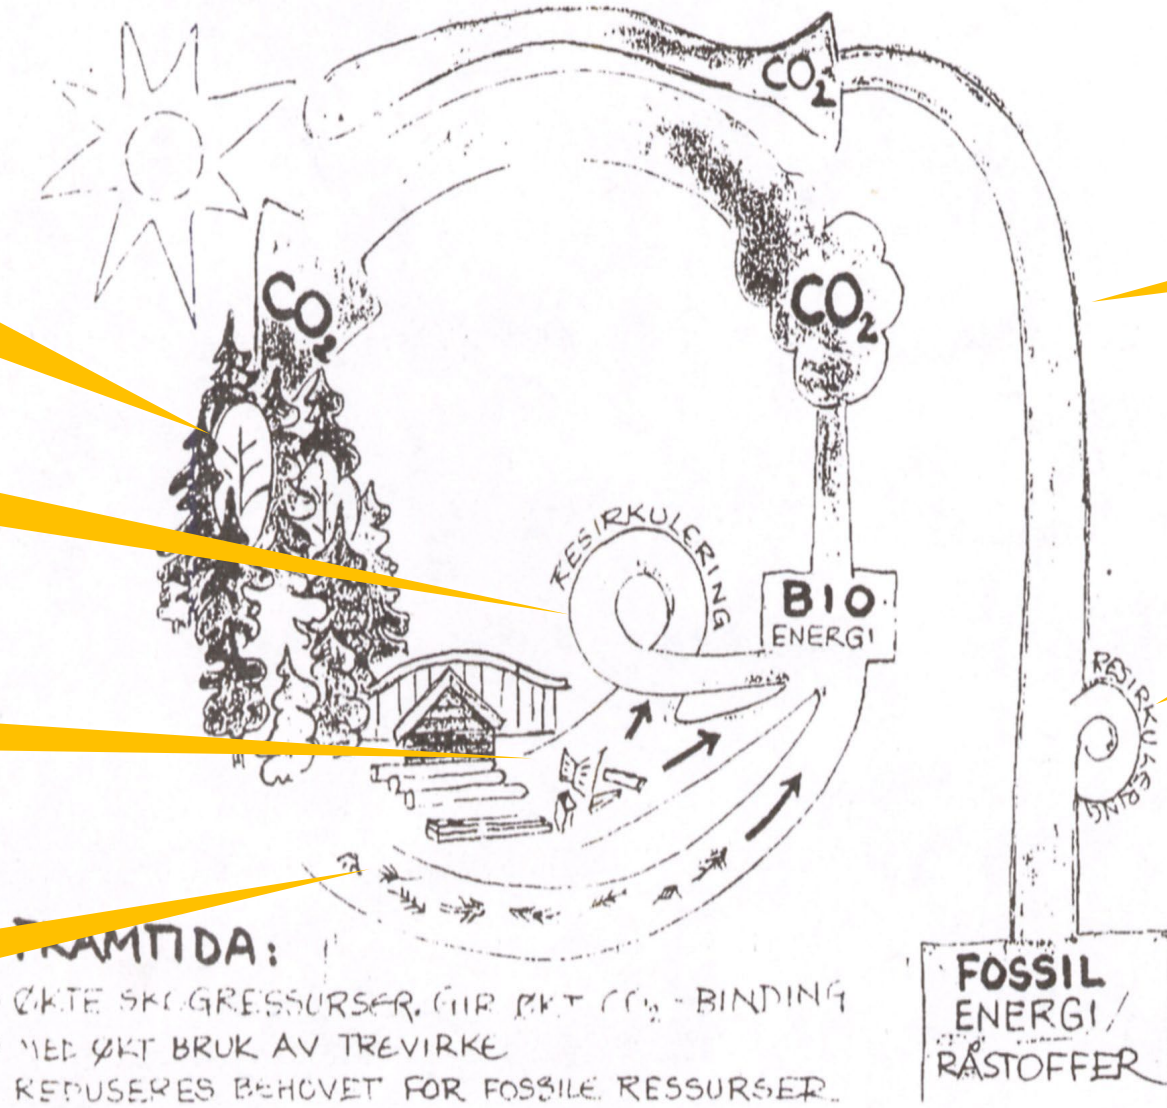 CO2
CO2
CO2
RESIRKULERING
BIO
ENERGI
RESIRKULERING
FRAMTIDA:
ØKTE SKOGRESSURSER GIR ØKT CO2-BINDING
MED ØKT BRUK AV TREVIRKE
REDUSERES BEHOVET FOR FOSSILE RESSURSER.
FOSSIL
ENERGI/
RÅSTOFFER